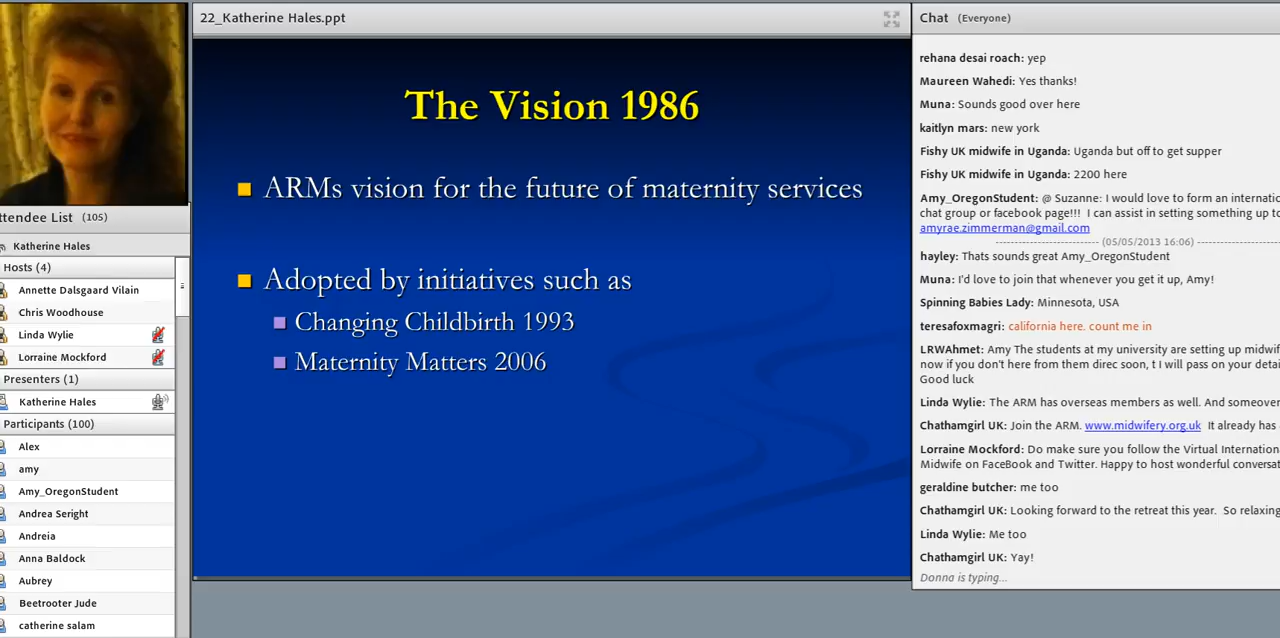 22_Katherine Hales.ppt
The Vision 1986
ARMs vision for the future of maternity services
Adopted by initiatives such as
Changing Childbirth 1993
Maternity Matters 2006
ttendee List (105)
Katherine Hales
Hosts (4)
Annette Dalsgaard Vilain
Chris Woodhouse
Linda Wylie
Lorraine Mockford
Presenters (1)
Katherine Hales
Participants (100)
Alex
amy
Amy_OregonStudent
Andrea Seright
Andreia
Anna Baldock
Aubrey
Beetrooter Jude
catherine salam
Chat (Everyone)
rehana desai roach: yep
Maureen Wahedi: Yes thanks!
Muna: Sounds good over here
kaitlyn mars: new york
Fishy UK midwife in Uganda: Uganda but off to get supper
Fishy UK midwife in Uganda: 2200 here
Amy_OregonStudent: @ Suzanne: I would love to form an internatio
chat group or facebook page!!! I can assist in setting something up to
amyrae.zimmerman@gmail.com
(05/05/2013 16:06)
hayley: Thats sounds great Amy_OregonStudent
Muna: I'd love to join that whenever you get it up, Amy!
Spinning Babies Lady: Minnesota, USA
teresafoxmagri: california here. count me in
LRWAhmet: Amy The students at my university are setting up midwif
now if you don't here from them direc soon, t I will pass on your detai
Good luck
Linda Wylie: The ARM has overseas members as well. And someover
Chathamgirl UK: Join the ARM. www.midwifery.org.uk It already has
Lorraine Mockford: Do make sure you follow the Virtual Internation
Midwife on FaceBook and Twitter. Happy to host wonderful conversat
geraldine butcher: me too
Chathamgirl UK: Looking forward to the retreat this year. So relaxing
Linda Wylie: Me too
Chathamgirl UK: Yay!
Donna is typing...